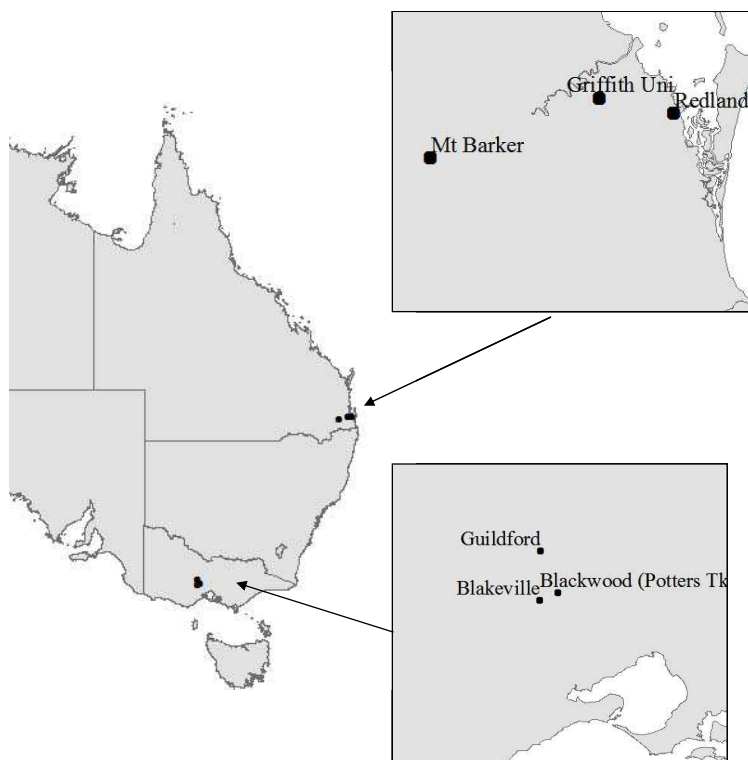 Griffith Uni
Redland
Mt Barker
Guildford
Blackwood (Potters Tk
Blakeville